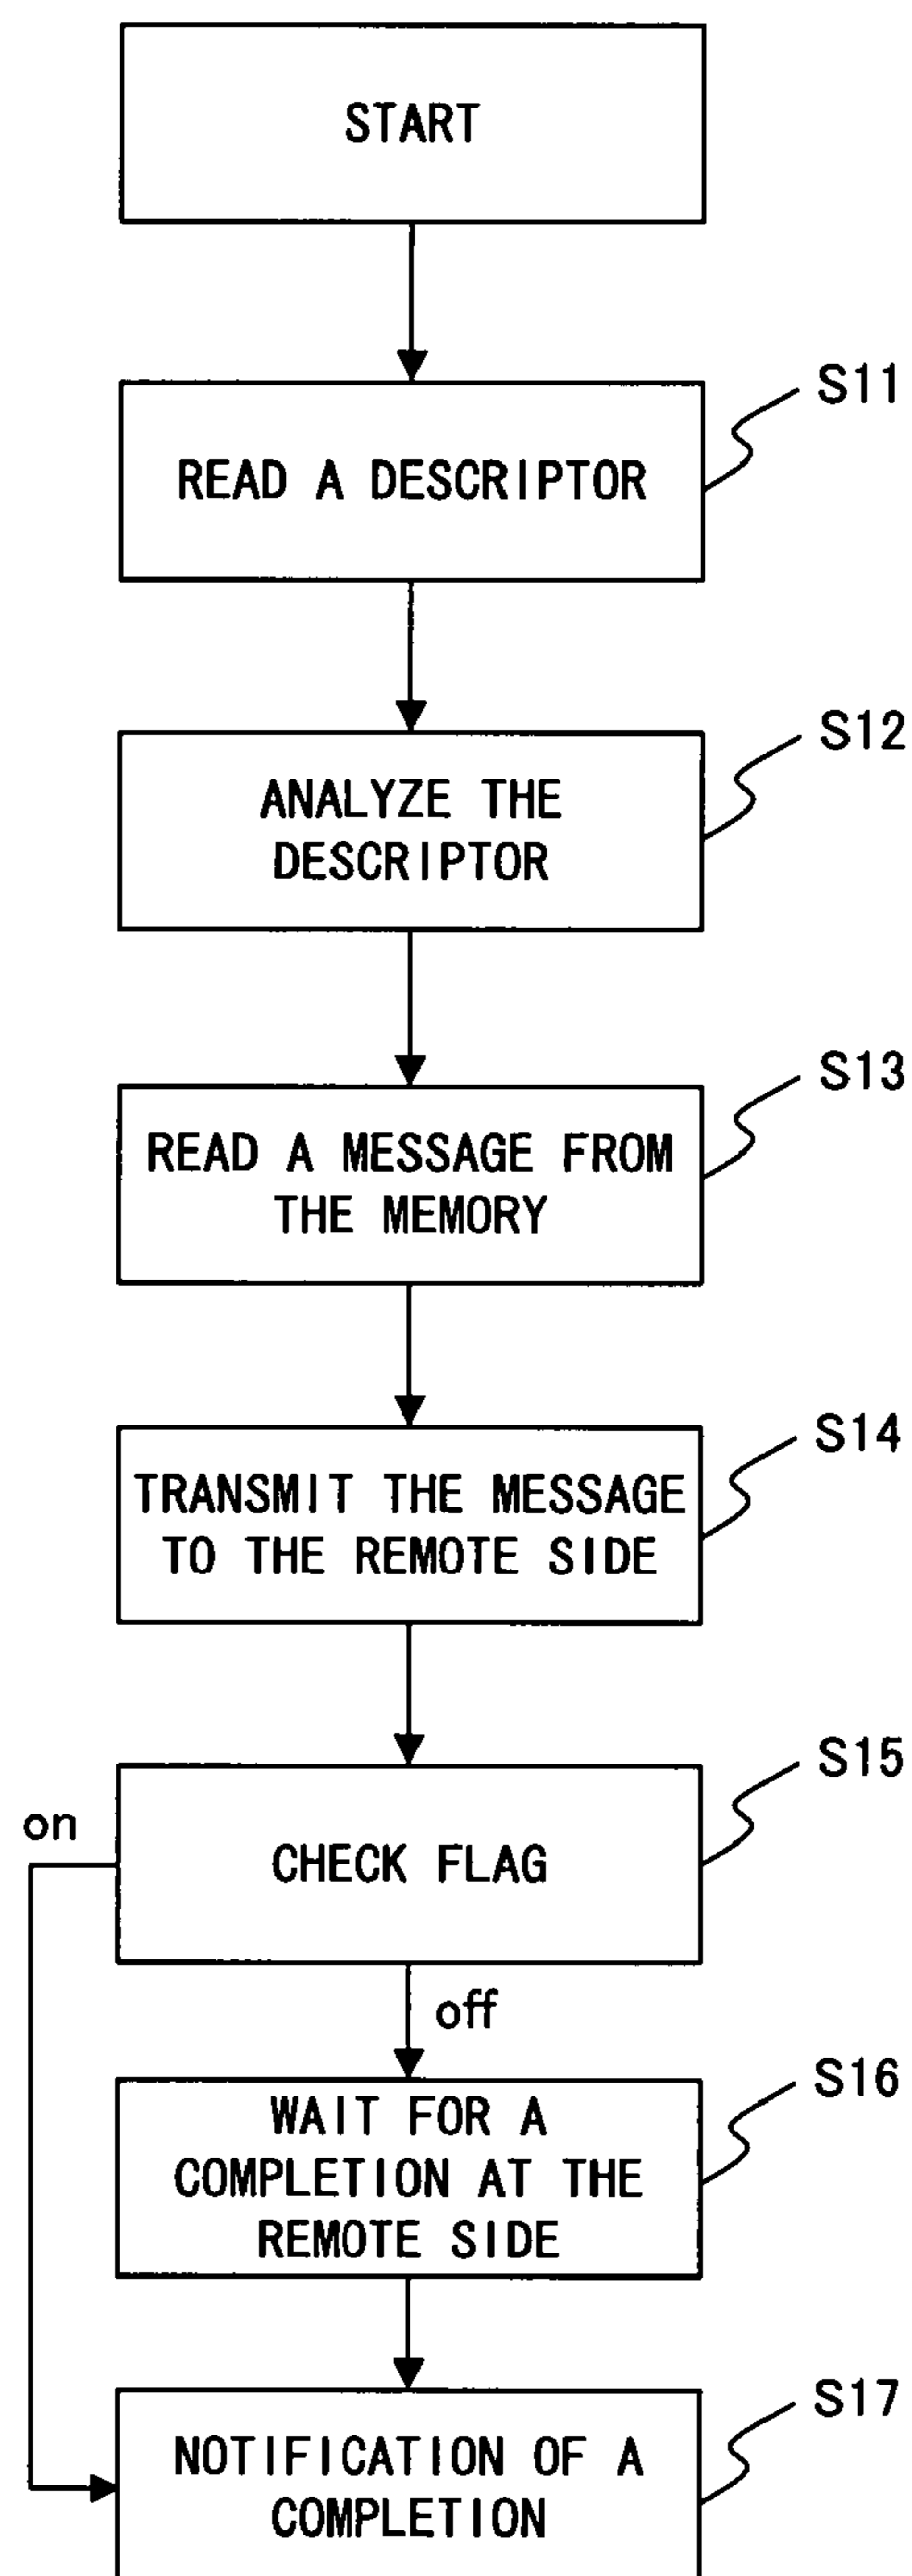 START
S11
READ A DESCRIPTOR
S12
ANALYZE THE
DESCRIPTOR
S13
READ A MESSAGE FROM
THE MEMORY
S14
TRANSMIT THE MESSAGE
TO THE REMOTE SIDE
S15
on
CHECK FLAG
off
S16
WAIT FOR A
COMPLETION AT THE
REMOTE SIDE
S17
NOTIFICATION OF A
COMPLETION